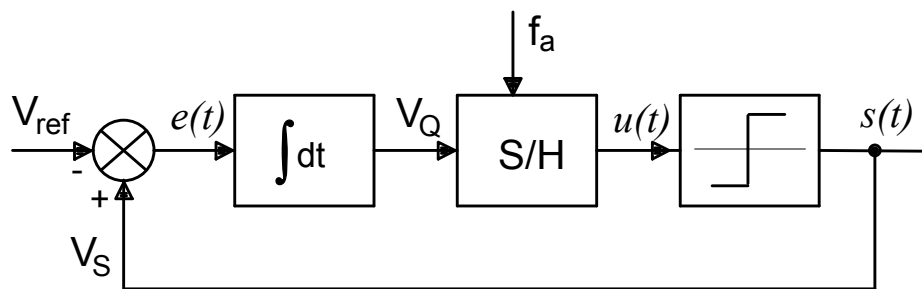 f_a
V_ref
e(t)
V_Q
u(t)
s(t)
-
+
∫dt
S/H
V_S